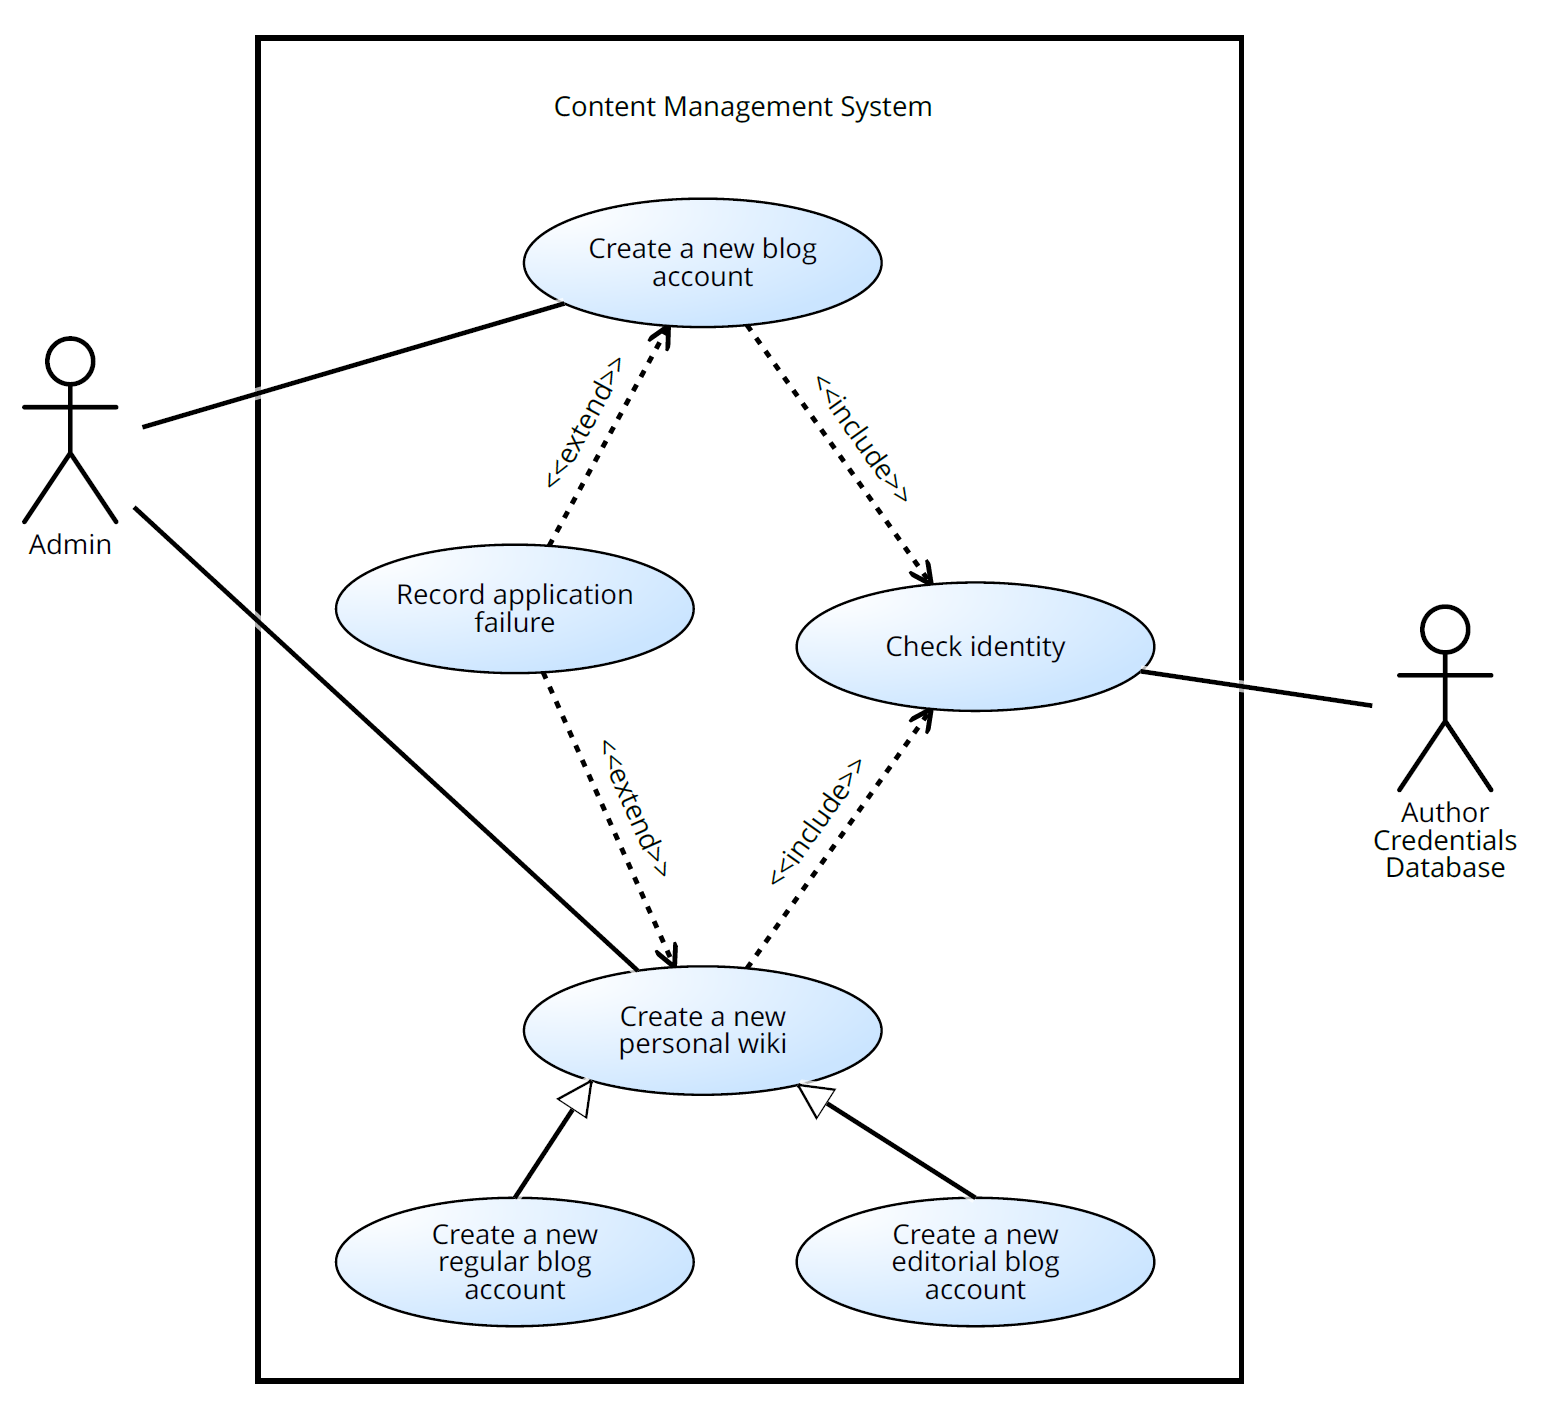 Content Management System
Create a new blog
account
<<extend>>
<<include>>
Admin
Record application
failure
Check identity
<<extend>>
<<include>>
Author
Credentials
Database
Create a new
personal wiki
Create a new
regular blog
account
Create a new
editorial blog
account